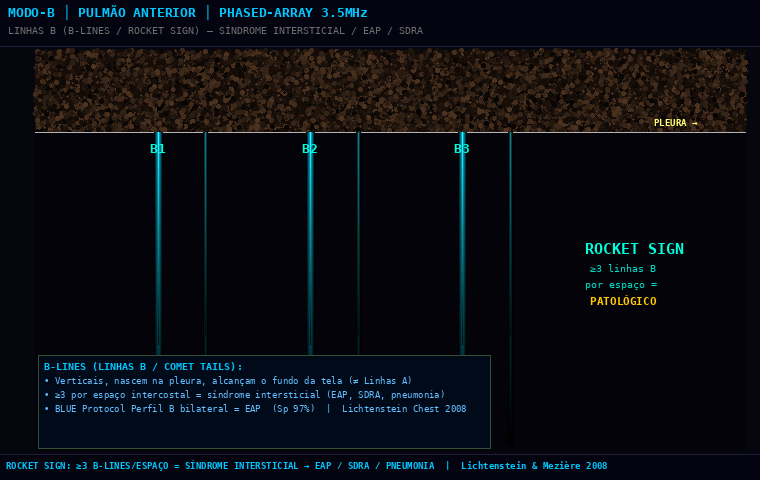 MODO-B │ PULMÃO ANTERIOR │ PHASED-ARRAY 3.5MHz
LINHAS B (B-LINES / ROCKET SIGN) — SÍNDROME INTERSTICIAL / EAP / SDRA
PLEURA →
B1 B2 B3
ROCKET SIGN
≥3 linhas B
por espaço =
PATOLÓGICO
B-LINES (LINHAS B / COMET TAILS):
• Verticais, nascem na pleura, alcançam o fundo da tela (≠ Linhas A)
• ≥3 por espaço intercostal = síndrome intersticial (EAP, SDRA, pneumonia)
• BLUE Protocol Perfil B bilateral = EAP (Sp 97%) | Lichtenstein Chest 2008
ROCKET SIGN: ≥3 B-LINES/ESPAÇO = SÍNDROME INTERSTICIAL → EAP / SDRA / PNEUMONIA | Lichtenstein & Mezière 2008